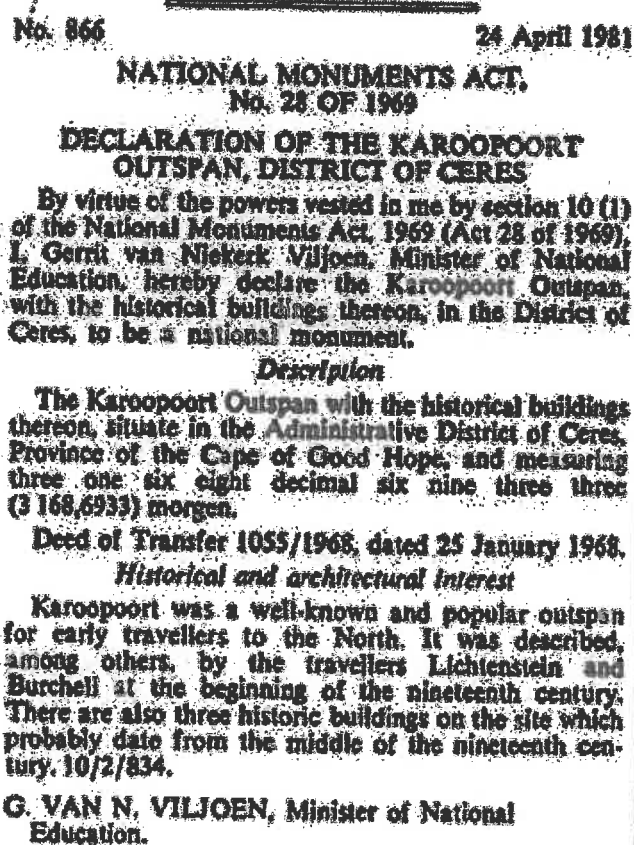 No. 866
24 April 1981
NATIONAL MONUMENTS ACT,
No. 28 OF 1969
DECLARATION OF THE KAROOPOORT
OUTSPAN, DISTRICT OF CERES
By virtue of the powers vested in me by section 10 (1)
of the National Monuments Act, 1969 (Act 28 of 1969),
I, Gerrit van Niekerk Viljoen, Minister of National
Education, hereby declare the Karoopoort Outspan,
with the historical buildings thereon, in the District of
Ceres, to be a national monument.
Description
The Karoopoort Outspan with the historical buildings
thereon, situate in the Administrative District of Ceres,
Province of the Cape of Good Hope, and measuring
three one six eight decimal six nine three three
(3 168,6933) morgen.
Deed of Transfer 1055/1968, dated 25 January 1968.
Historical and architectural interest
Karoopoort was a well-known and popular outspan
for early travellers to the North. It was described,
among others, by the travellers Lichtenstein and
Burchell at the beginning of the nineteenth century.
There are also three historic buildings on the site which
probably date from the middle of the nineteenth cen-
tury. 10/2/834.
G. VAN N. VILJOEN, Minister of National
Education.